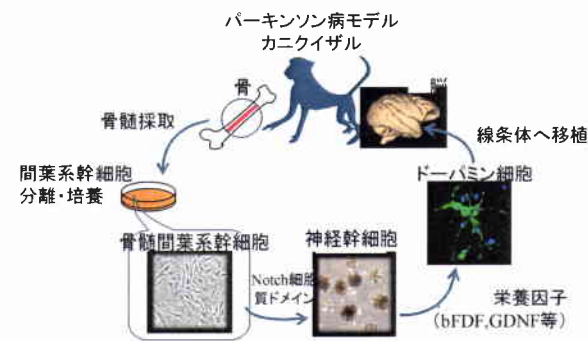 パーキンソン病モデル
カニクイザル
骨
脳
骨髄採取
線条体へ移植
間葉系幹細胞
分離・培養
ドーパミン細胞
骨髄間葉系幹細胞
神経幹細胞
Notch細胞
質ドメイン
栄養因子
(bFDF,GDNF等)